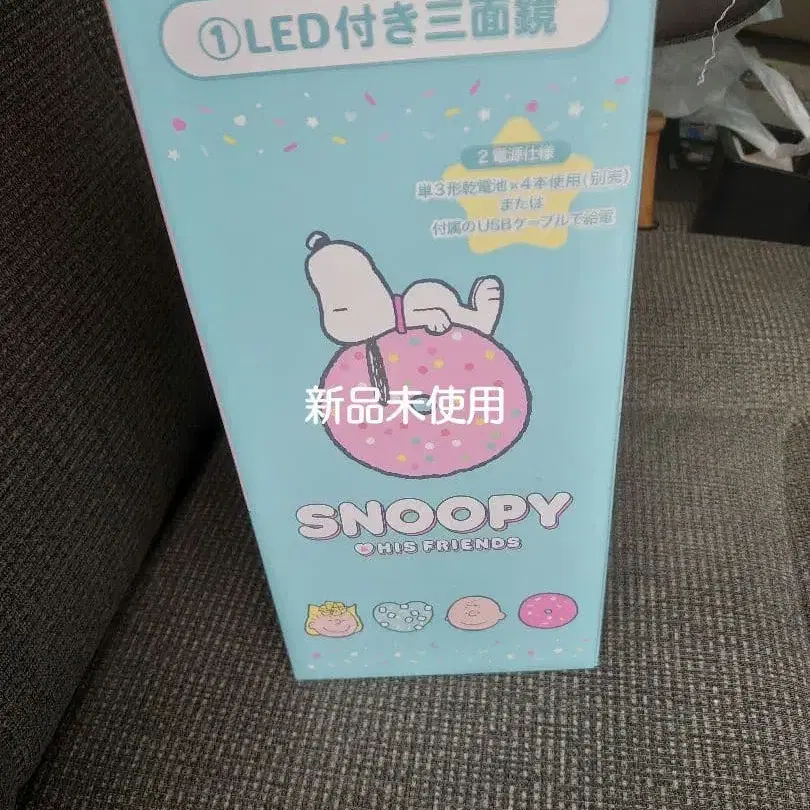 ①LED付き三面鏡
2電源仕様
単3形乾電池×4本使用(別売)
または
付属のUSBケーブルで給電
新品未使用
SNOOPY
HIS FRIENDS